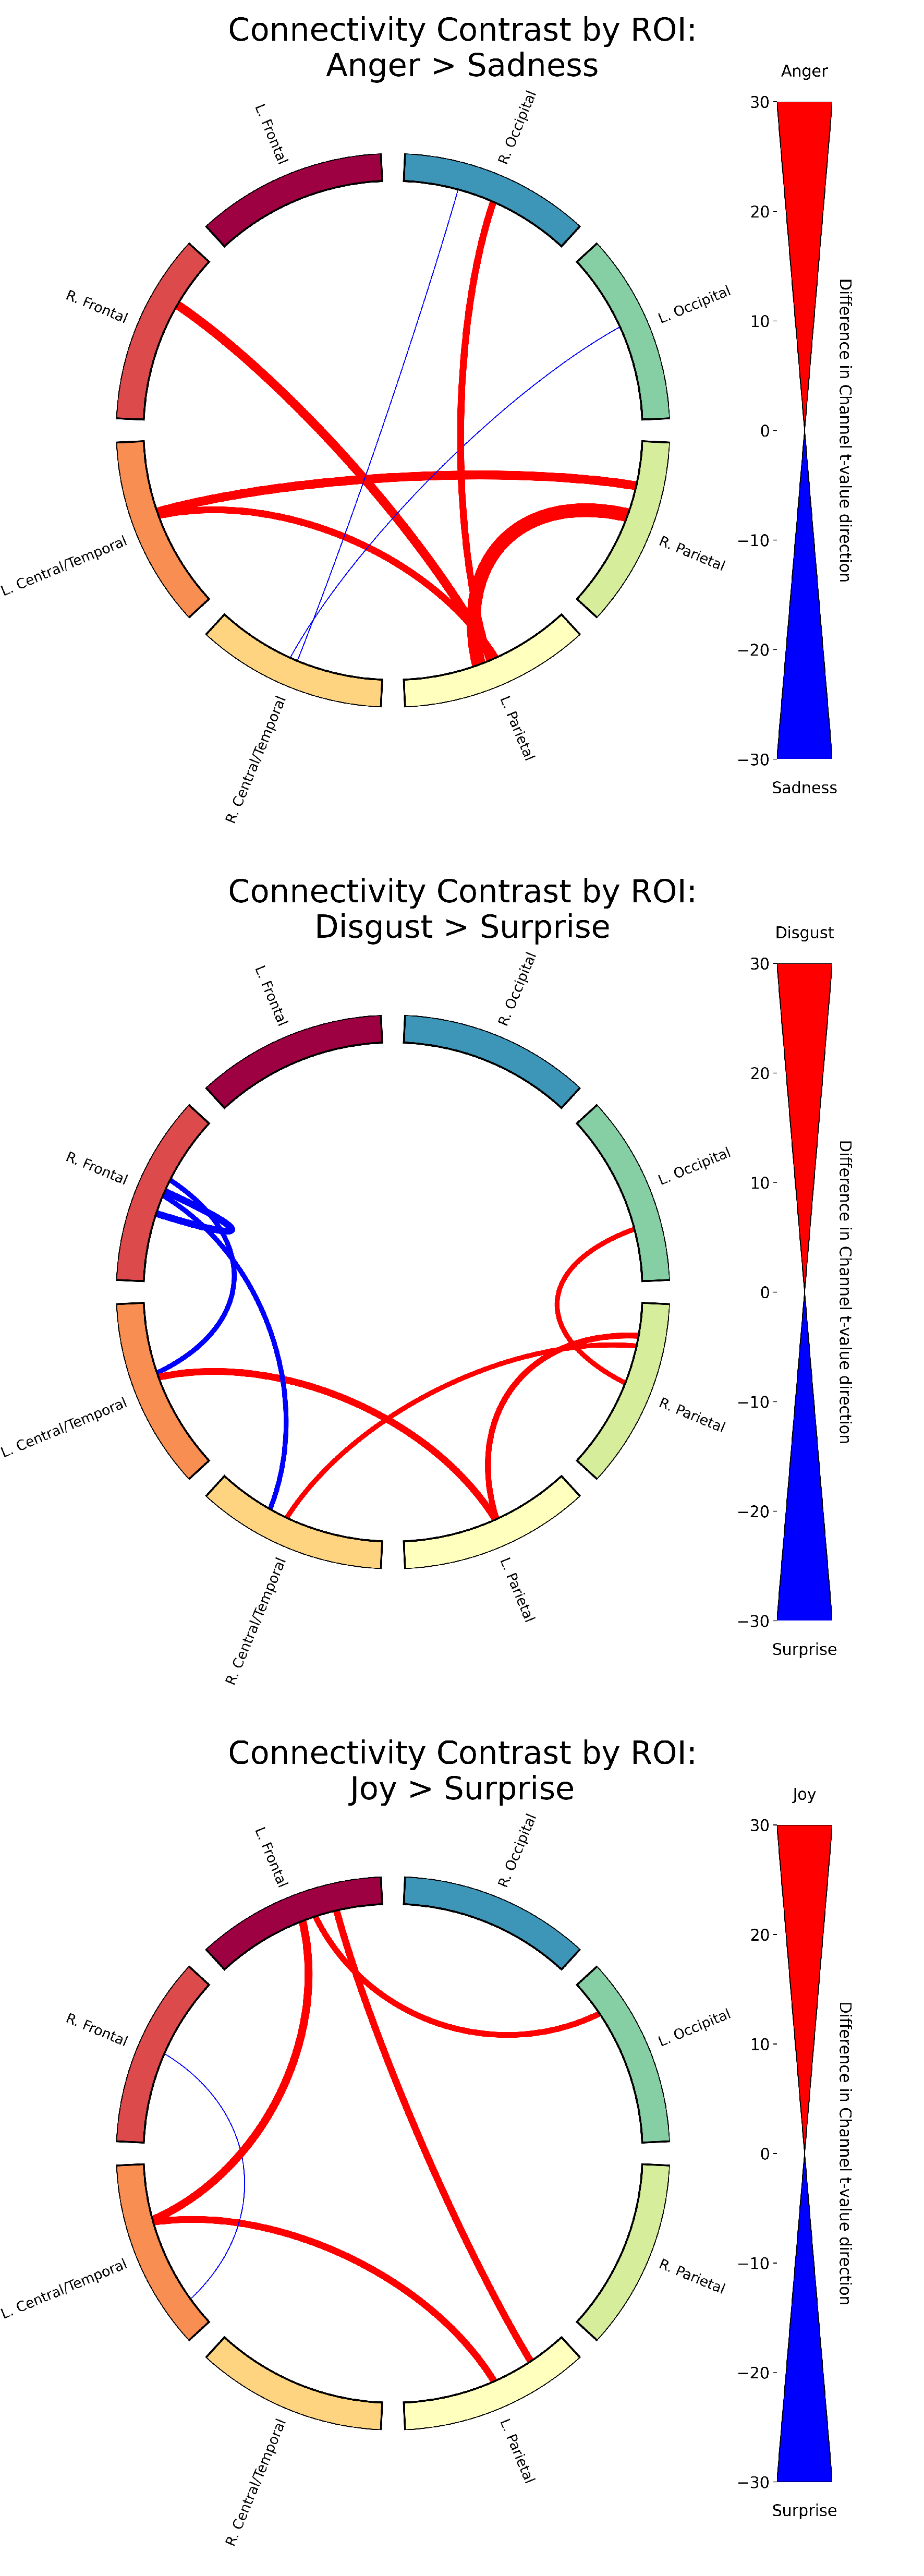 Connectivity Contrast by ROI:
Anger > Sadness
Anger
30
20
10
0
−10
−20
−30
Sadness
Difference in Channel t-value direction
L. Frontal
R. Occipital
R. Frontal
L. Occipital
L. Central/Temporal
R. Parietal
R. Central/Temporal
L. Parietal
Connectivity Contrast by ROI:
Disgust > Surprise
Disgust
30
20
10
0
−10
−20
−30
Surprise
Difference in Channel t-value direction
L. Frontal
R. Occipital
R. Frontal
L. Occipital
L. Central/Temporal
R. Parietal
R. Central/Temporal
L. Parietal
Connectivity Contrast by ROI:
Joy > Surprise
Joy
30
20
10
0
−10
−20
−30
Surprise
Difference in Channel t-value direction
L. Frontal
R. Occipital
R. Frontal
L. Occipital
L. Central/Temporal
R. Parietal
R. Central/Temporal
L. Parietal